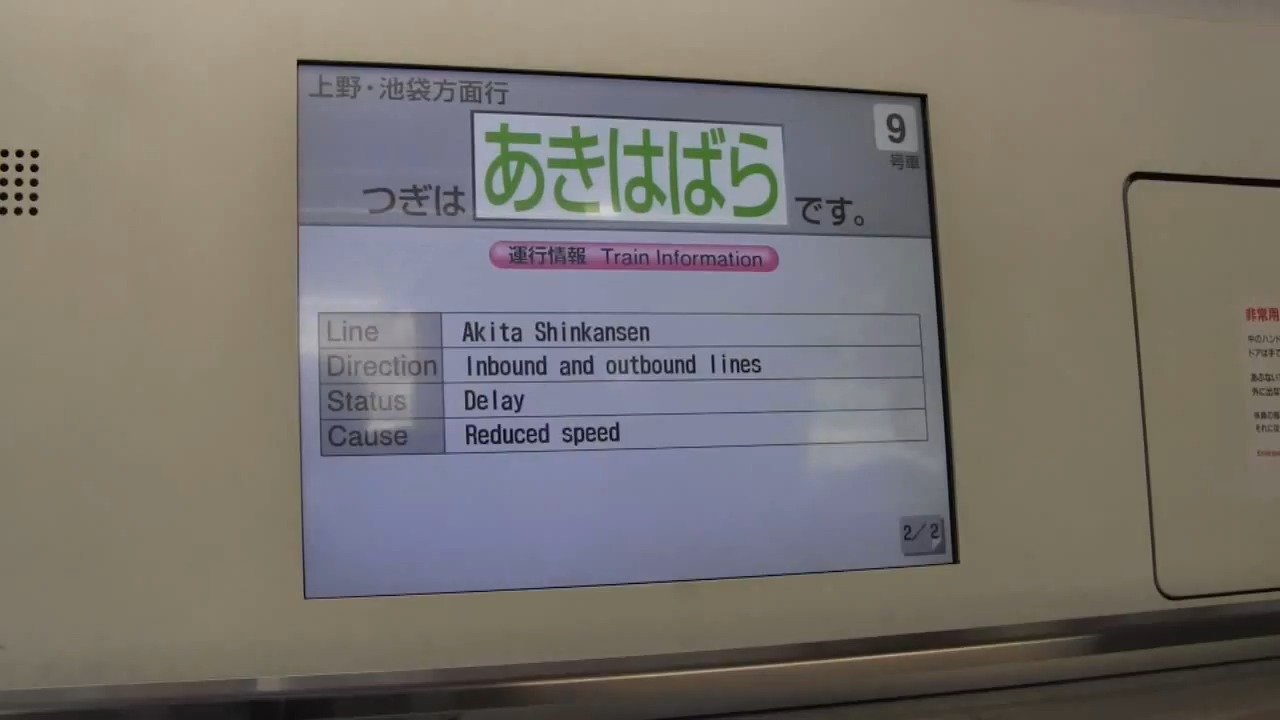 上野・池袋方面行
9
号車
つぎは あきはばら です。
運行情報 Train Information
Line Akita Shinkansen
Direction Inbound and outbound lines
Status Delay
Cause Reduced speed
2/2
非常用